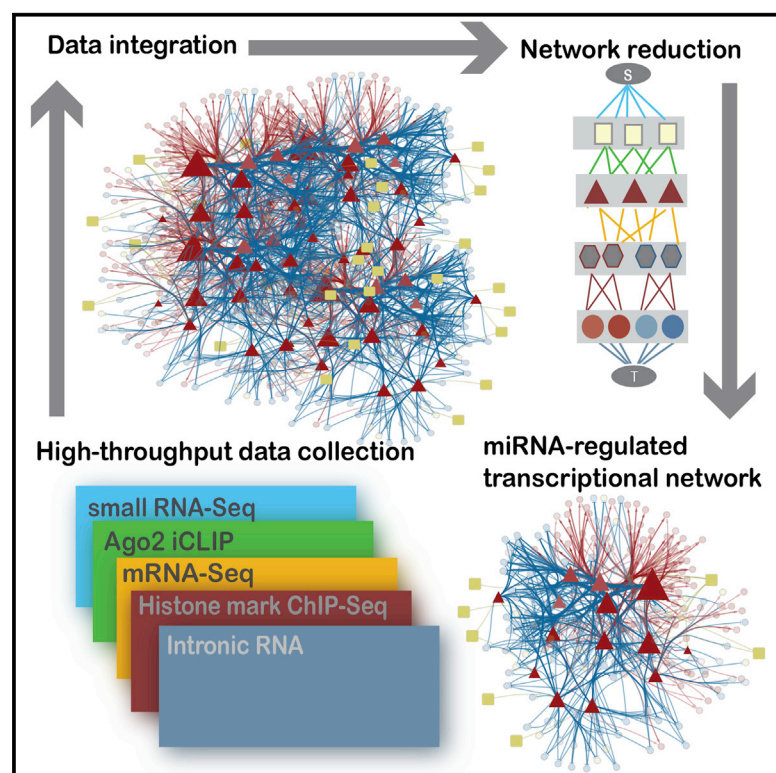 Data integration
Network reduction
S
T
High-throughput data collection
small RNA-Seq
Ago2 iCLIP
mRNA-Seq
Histone mark ChIP-Seq
Intronic RNA
miRNA-regulated
transcriptional network